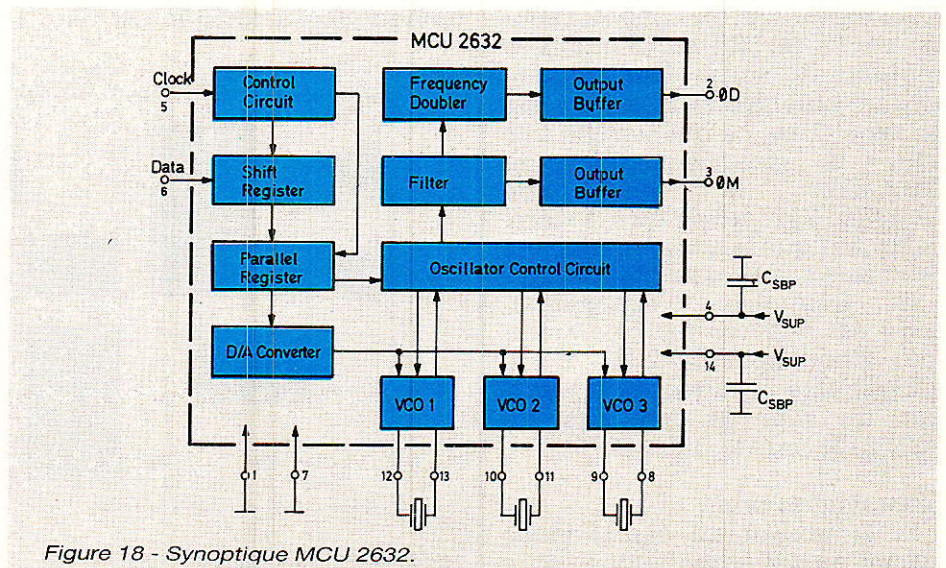 MCU 2632
Clock
5
Control
Circuit
Frequency
Doubler
Output
Buffer
2
ØD
Data
6
Shift
Register
Filter
Output
Buffer
3
ØM
Parallel
Register
Oscillator Control Circuit
CSBP
4
VSUP
D/A Converter
14
VSUP
CSBP
VCO 1
VCO 2
VCO 3
1
7
12
13
10
11
9
8
Figure 18 - Synoptique MCU 2632.